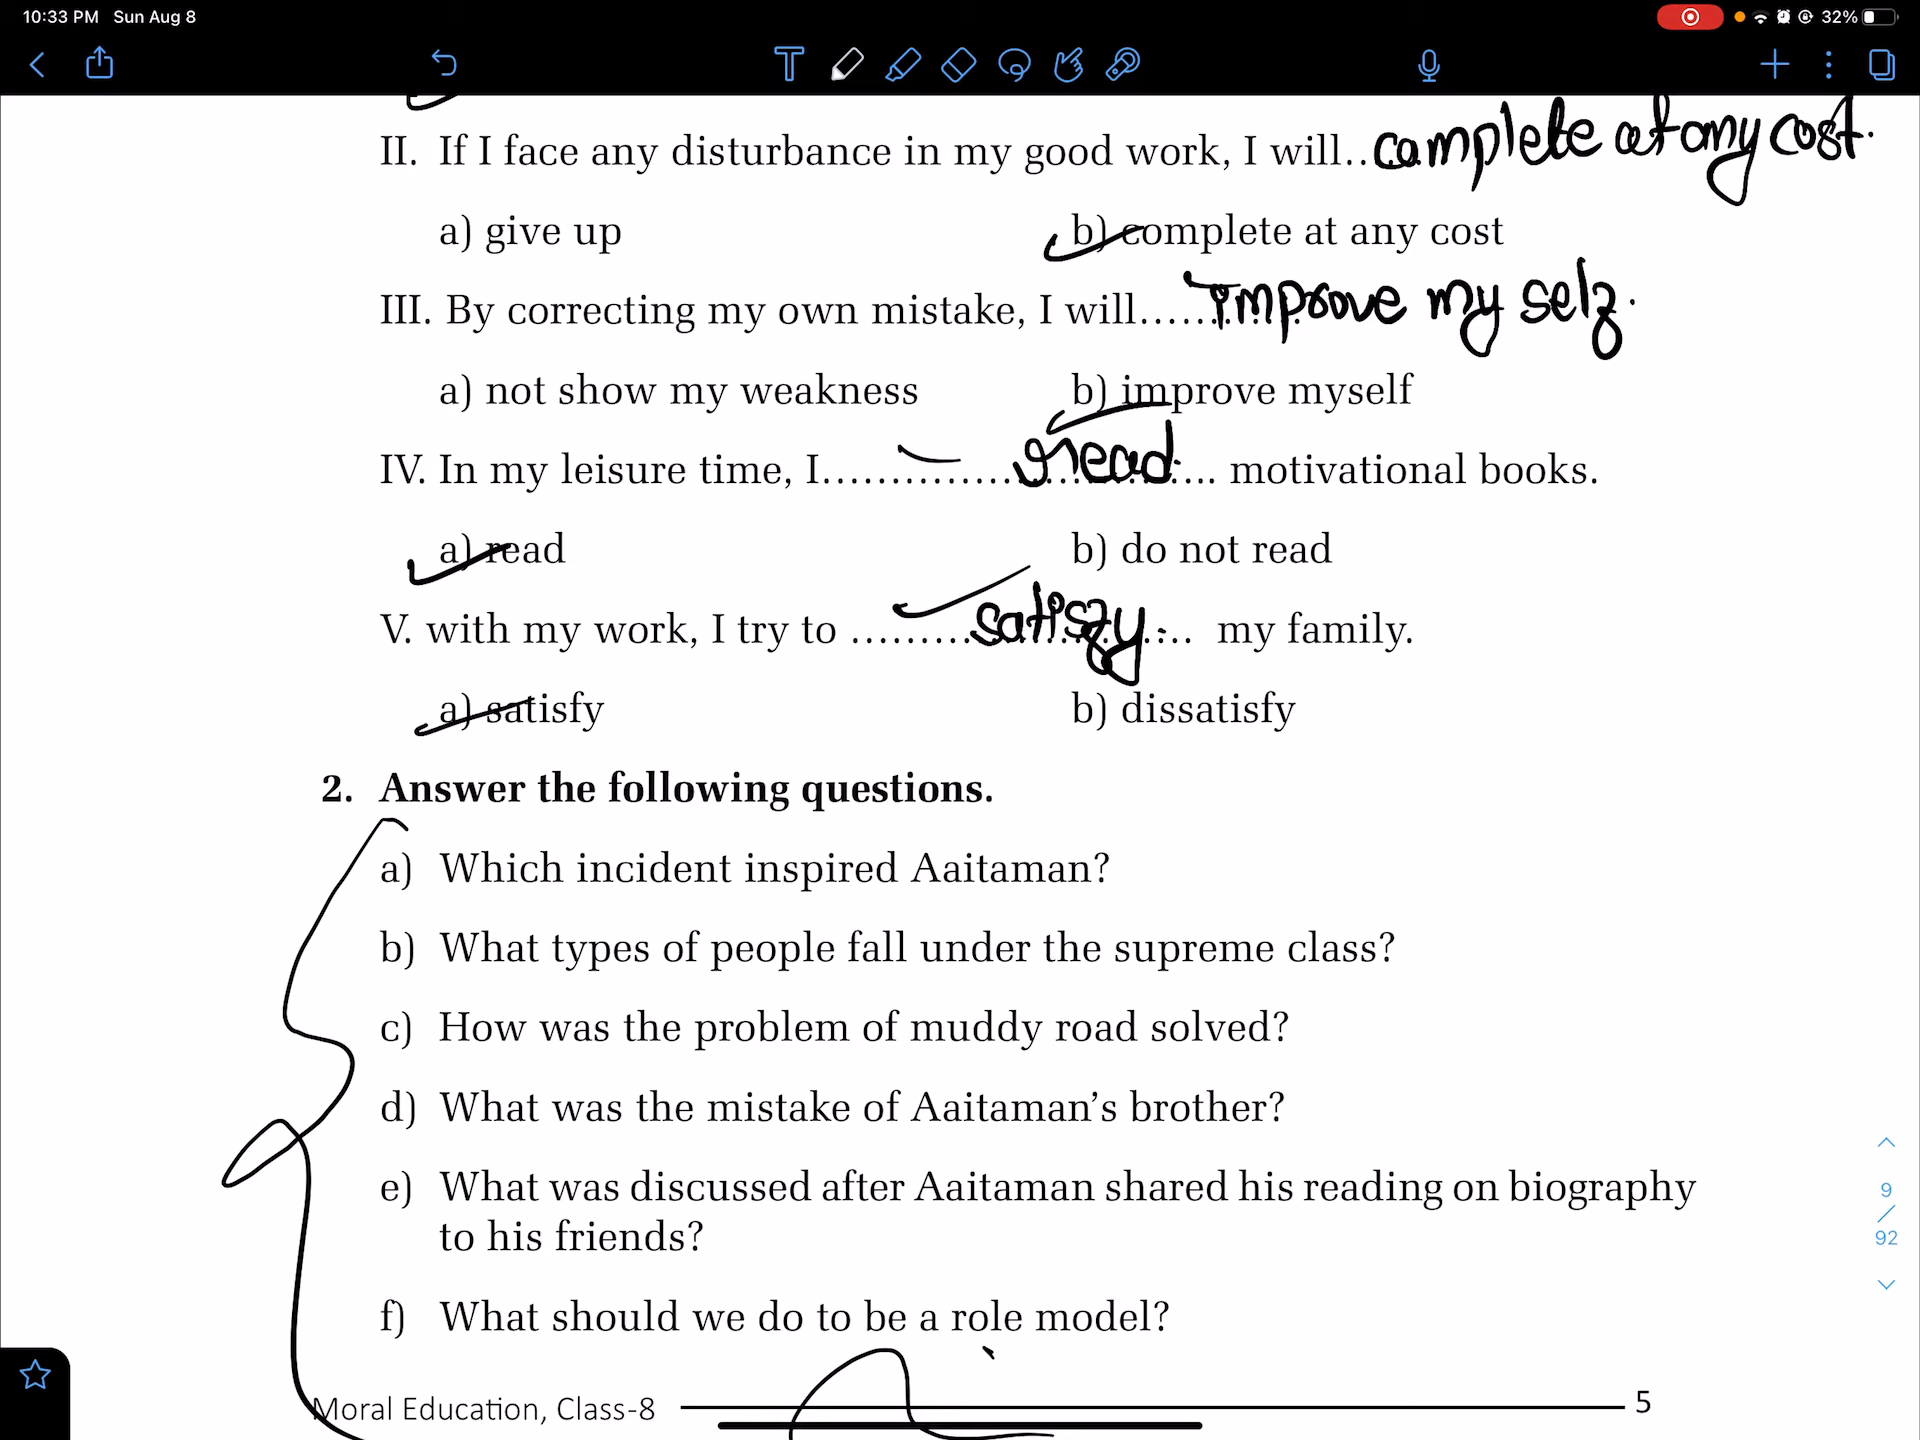 10:33 PM Sun Aug 8 32%
II. If I face any disturbance in my good work, I will.. complete at any cost.
a) give up b) complete at any cost
III. By correcting my own mistake, I will........... improve my self.
a) not show my weakness b) improve myself
IV. In my leisure time, I.............. read ... motivational books.
a) read b) do not read
V. with my work, I try to ......... satisfy ... my family.
a) satisfy b) dissatisfy
2. Answer the following questions.
a) Which incident inspired Aaitaman?
b) What types of people fall under the supreme class?
c) How was the problem of muddy road solved?
d) What was the mistake of Aaitaman’s brother?
e) What was discussed after Aaitaman shared his reading on biography
to his friends?
f) What should we do to be a role model?
9
/
92
Moral Education, Class-8 5